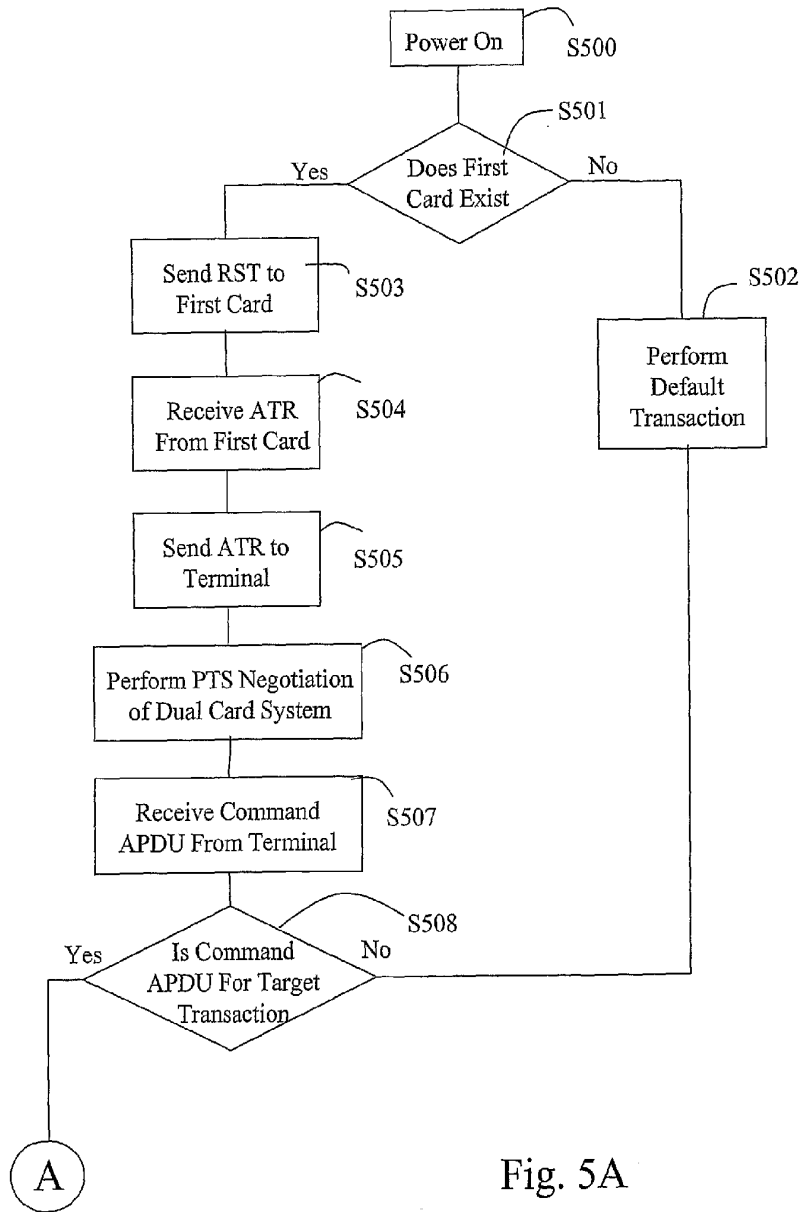 Power On
S500
S501
Yes
Does First
Card Exist
No
Send RST to
First Card
S503
S502
Perform
Default
Transaction
Receive ATR
From First Card
S504
Send ATR to
Terminal
S505
Perform PTS Negotiation
of Dual Card System
S506
Receive Command
APDU From Terminal
S507
S508
Yes
Is Command
APDU For Target
Transaction
No
A
Fig. 5A